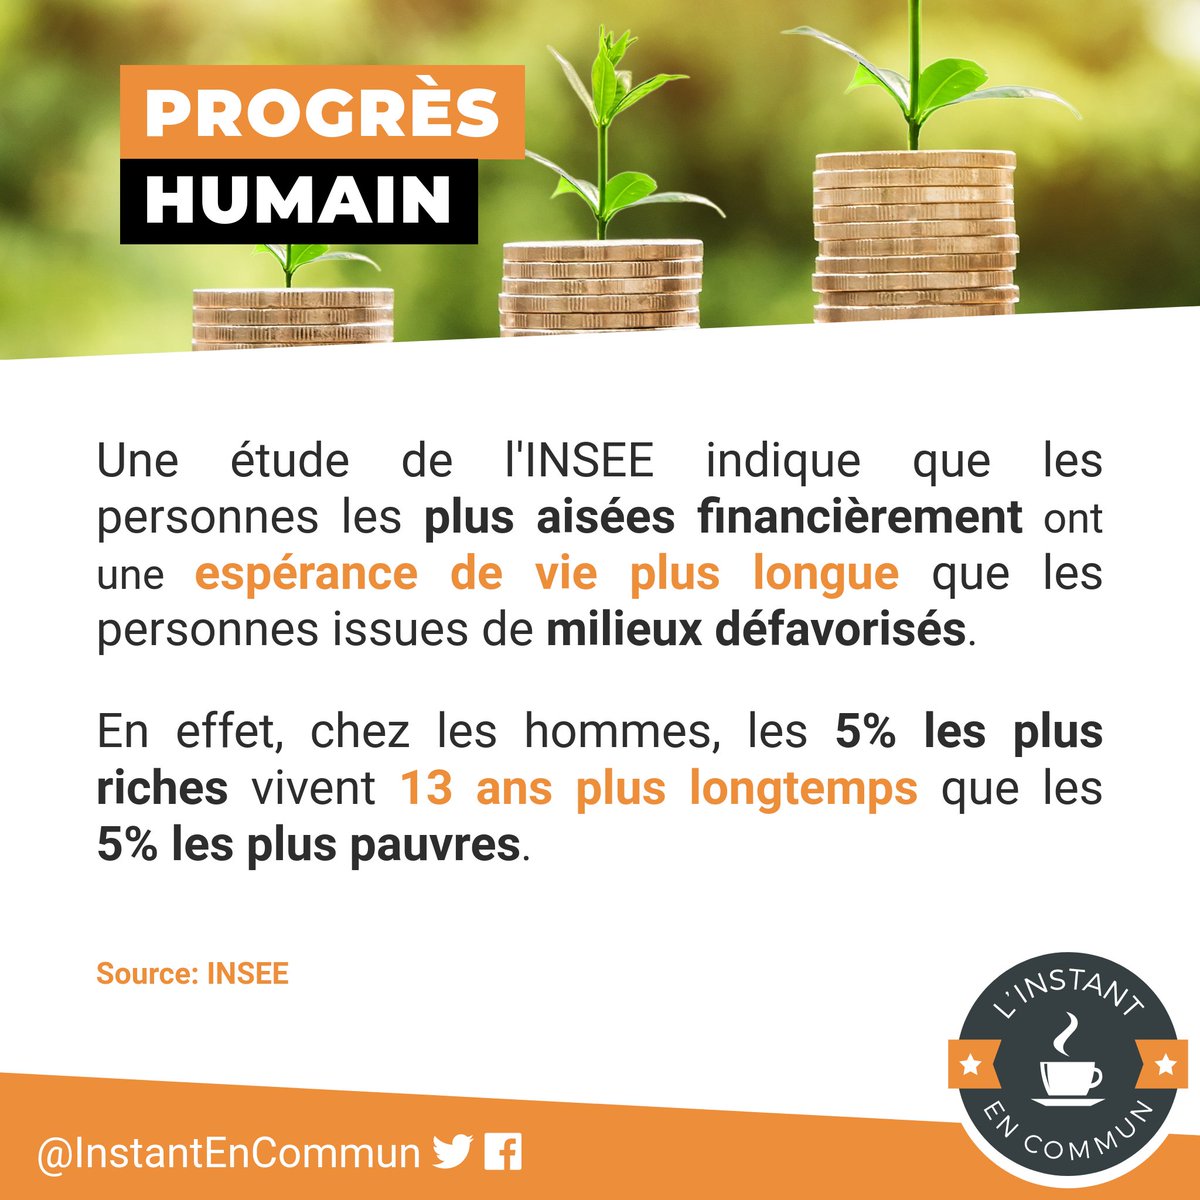 PROGRÈS
HUMAIN
Une étude de l'INSEE indique que les
personnes les plus aisées financièrement ont
une espérance de vie plus longue que les
personnes issues de milieux défavorisés.
En effet, chez les hommes, les 5% les plus
riches vivent 13 ans plus longtemps que les
5% les plus pauvres.
Source: INSEE
L'INSTANT
EN COMMUN
@InstantEnCommun